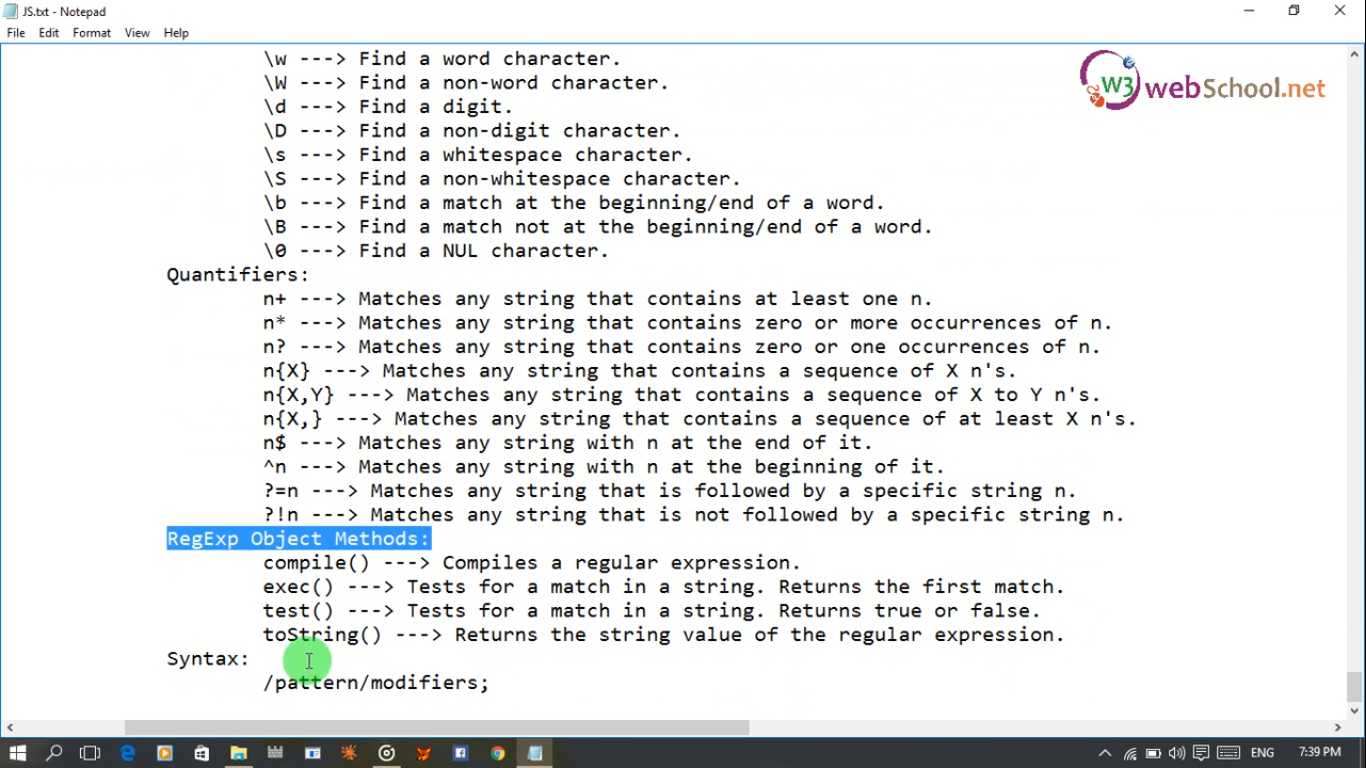 JS.txt - Notepad
File Edit Format View Help
W3 webSchool.net
\w ---> Find a word character.
\W ---> Find a non-word character.
\d ---> Find a digit.
\D ---> Find a non-digit character.
\s ---> Find a whitespace character.
\S ---> Find a non-whitespace character.
\b ---> Find a match at the beginning/end of a word.
\B ---> Find a match not at the beginning/end of a word.
\0 ---> Find a NUL character.
Quantifiers:
n+ ---> Matches any string that contains at least one n.
n* ---> Matches any string that contains zero or more occurrences of n.
n? ---> Matches any string that contains zero or one occurrences of n.
n{X} ---> Matches any string that contains a sequence of X n's.
n{X,Y} ---> Matches any string that contains a sequence of X to Y n's.
n{X,} ---> Matches any string that contains a sequence of at least X n's.
n$ ---> Matches any string with n at the end of it.
^n ---> Matches any string with n at the beginning of it.
?=n ---> Matches any string that is followed by a specific string n.
?!n ---> Matches any string that is not followed by a specific string n.
RegExp Object Methods:
compile() ---> Compiles a regular expression.
exec() ---> Tests for a match in a string. Returns the first match.
test() ---> Tests for a match in a string. Returns true or false.
toString() ---> Returns the string value of the regular expression.
Syntax:
/pattern/modifiers;
ENG 7:39 PM